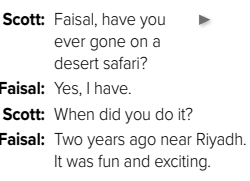 Scott: Faisal, have you
ever gone on a
desert safari?
Faisal: Yes, I have.
Scott: When did you do it?
Faisal: Two years ago near Riyadh.
It was fun and exciting.